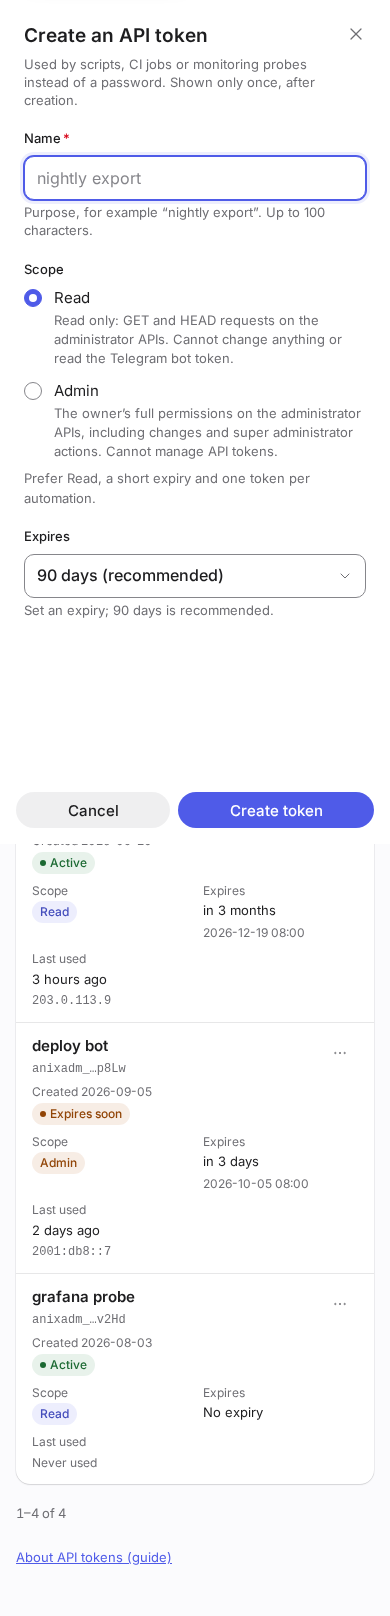 Create an API token
Used by scripts, CI jobs or monitoring probes
instead of a password. Shown only once, after
creation.
Name *
nightly export
Purpose, for example “nightly export”. Up to 100
characters.
Scope
Read
Read only: GET and HEAD requests on the
administrator APIs. Cannot change anything or
read the Telegram bot token.
Admin
The owner’s full permissions on the administrator
APIs, including changes and super administrator
actions. Cannot manage API tokens.
Prefer Read, a short expiry and one token per
automation.
Expires
90 days (recommended)
Set an expiry; 90 days is recommended.
Cancel
Create token
Active
Scope
Expires
Read
in 3 months
2026-12-19 08:00
Last used
3 hours ago
203.0.113.9
deploy bot
anixadm_…p8Lw
Created 2026-09-05
Expires soon
Scope
Expires
Admin
in 3 days
2026-10-05 08:00
Last used
2 days ago
2001:db8::7
grafana probe
anixadm_…v2Hd
Created 2026-08-03
Active
Scope
Expires
Read
No expiry
Last used
Never used
1–4 of 4
About API tokens (guide)